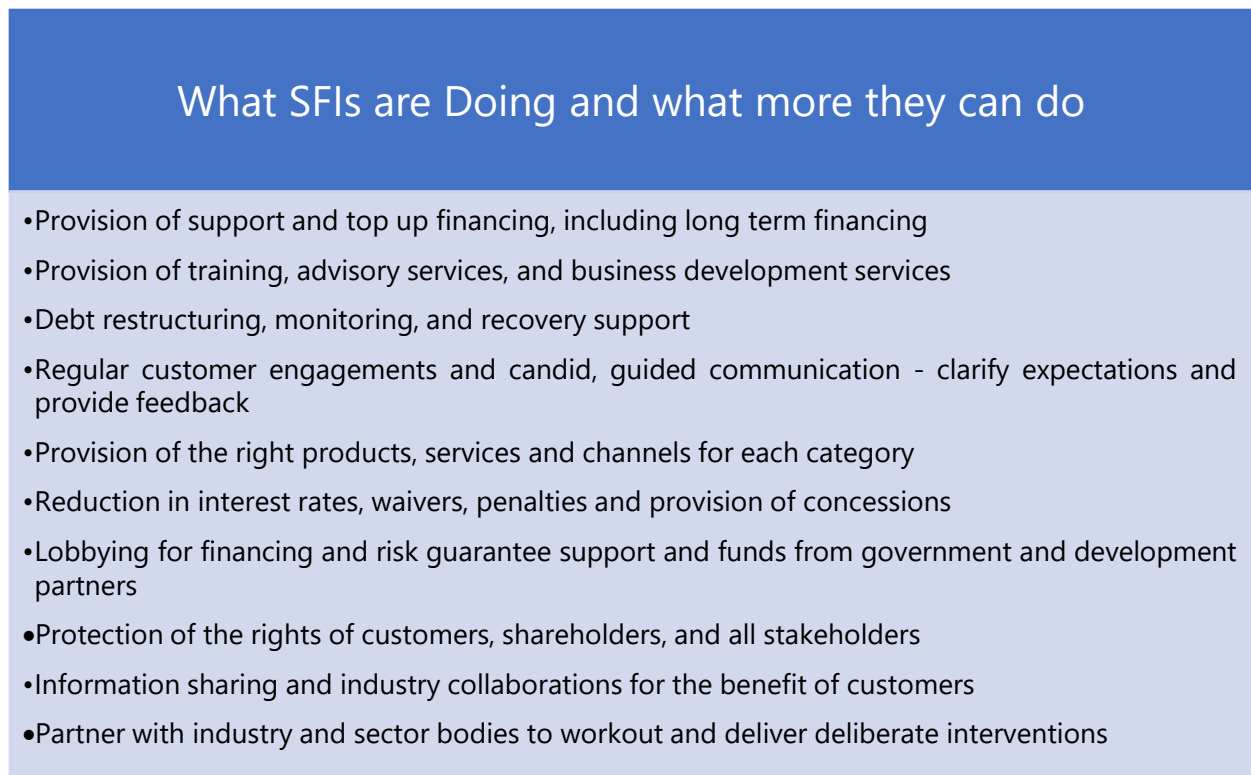 What SFIs are Doing and what more they can do
•Provision of support and top up financing, including long term financing
•Provision of training, advisory services, and business development services
•Debt restructuring, monitoring, and recovery support
•Regular customer engagements and candid, guided communication - clarify expectations and
provide feedback
•Provision of the right products, services and channels for each category
•Reduction in interest rates, waivers, penalties and provision of concessions
•Lobbying for financing and risk guarantee support and funds from government and development
partners
•Protection of the rights of customers, shareholders, and all stakeholders
•Information sharing and industry collaborations for the benefit of customers
•Partner with industry and sector bodies to workout and deliver deliberate interventions